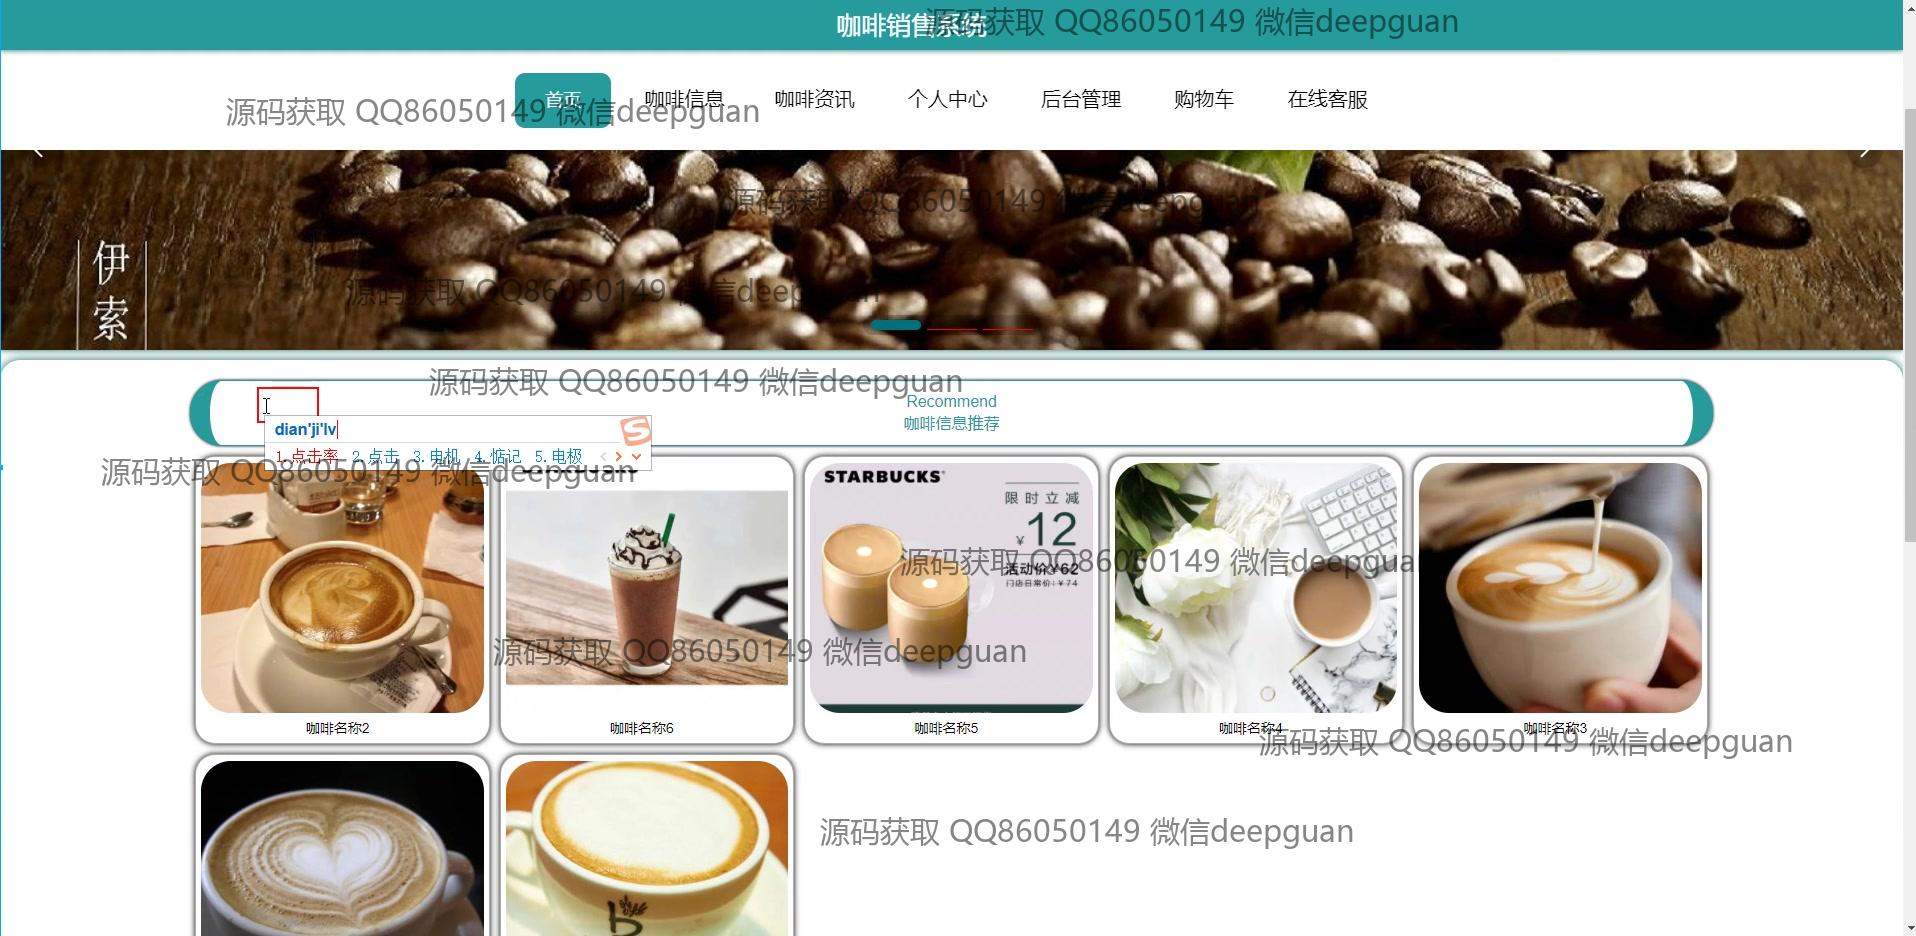 咖啡销售系统
源码获取 QQ86050149 微信deepguan
首页 咖啡信息 咖啡资讯 个人中心 后台管理 购物车 在线客服
源码获取 QQ86050149 微信deepguan
源码获取 QQ86050149 微信deepguan
伊索
源码获取 QQ86050149 微信deepguan
源码获取 QQ86050149 微信deepguan
Recommend
咖啡信息推荐
dian'ji'lv
1.点击率 2.点击 3.电机 4.惦记 5.电极
源码获取 QQ86050149 微信deepguan
STARBUCKS
限时立减
¥12
活动价¥62
门店日常价:¥74
源码获取 QQ86050149 微信deepguan
源码获取 QQ86050149 微信deepguan
咖啡名称2 咖啡名称6 咖啡名称5 咖啡名称4 咖啡名称3
源码获取 QQ86050149 微信deepguan
源码获取 QQ86050149 微信deepguan